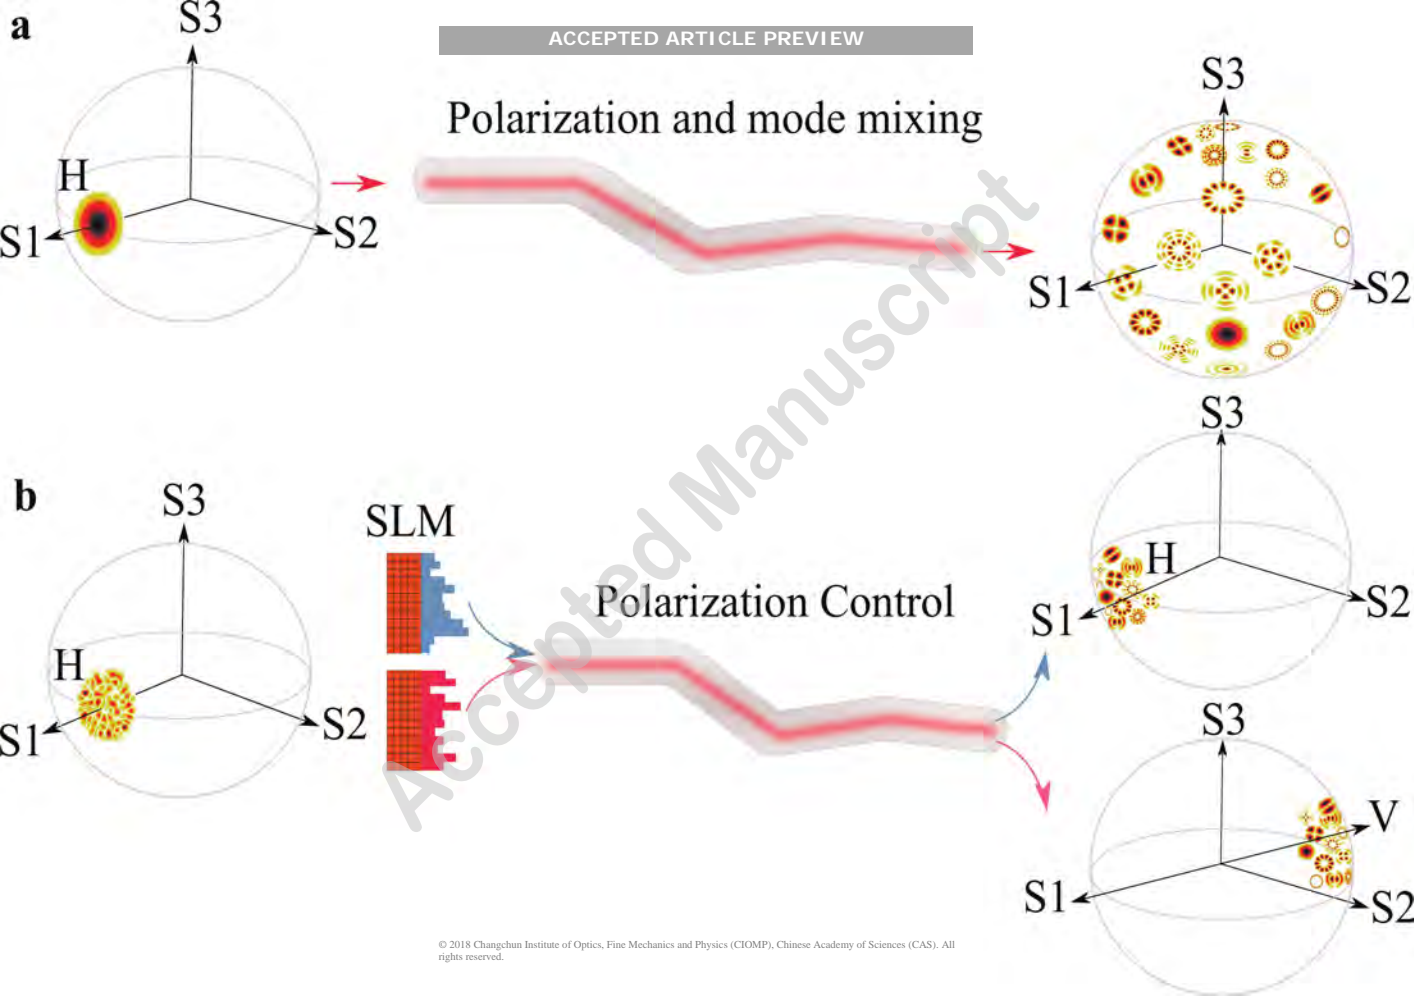 ACCEPTED ARTICLE PREVIEW
a
S3
H
S1
S2
Polarization and mode mixing
S3
S1
S2
b
S3
H
S1
S2
SLM
Polarization Control
S3
H
S1
S2
S3
V
S1
S2
Accepted Manuscript
© 2018 Changchun Institute of Optics, Fine Mechanics and Physics (CIOMP), Chinese Academy of Sciences (CAS). All
rights reserved.